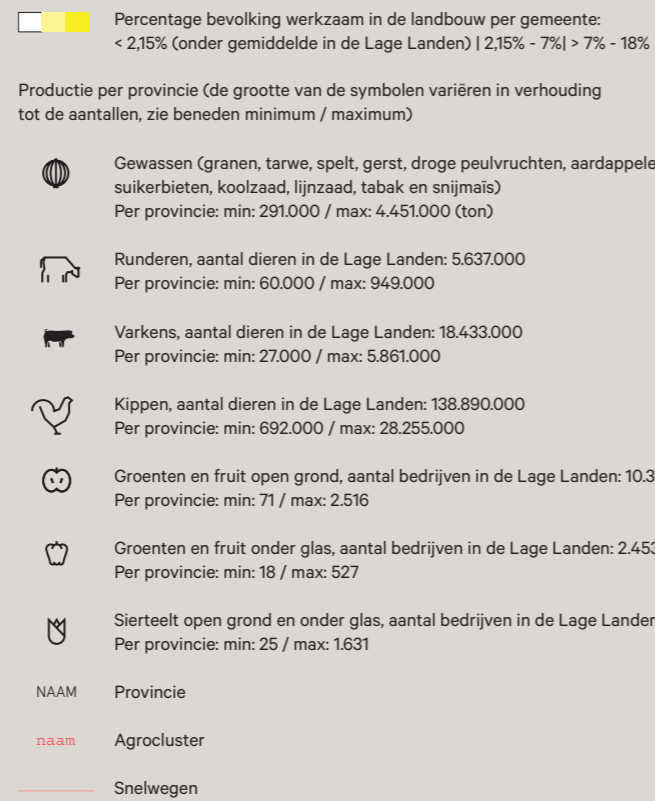 Percentage bevolking werkzaam in de landbouw per gemeente:
< 2,15% (onder gemiddelde in de Lage Landen) | 2,15% - 7%| > 7% - 18%
Productie per provincie (de grootte van de symbolen variëren in verhouding
tot de aantallen, zie beneden minimum / maximum)
Gewassen (granen, tarwe, spelt, gerst, droge peulvruchten, aardappele
suikerbieten, koolzaad, lijnzaad, tabak en snijmaïs)
Per provincie: min: 291.000 / max: 4.451.000 (ton)
Runderen, aantal dieren in de Lage Landen: 5.637.000
Per provincie: min: 60.000 / max: 949.000
Varkens, aantal dieren in de Lage Landen: 18.433.000
Per provincie: min: 27.000 / max: 5.861.000
Kippen, aantal dieren in de Lage Landen: 138.890.000
Per provincie: min: 692.000 / max: 28.255.000
Groenten en fruit open grond, aantal bedrijven in de Lage Landen: 10.3
Per provincie: min: 71 / max: 2.516
Groenten en fruit onder glas, aantal bedrijven in de Lage Landen: 2.453
Per provincie: min: 18 / max: 527
Sierteelt open grond en onder glas, aantal bedrijven in de Lage Lander
Per provincie: min: 25 / max: 1.631
NAAM Provincie
naam Agrocluster
Snelwegen